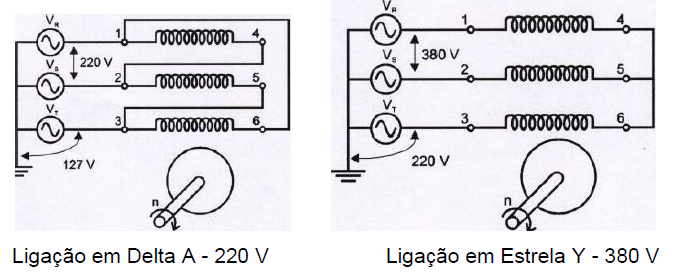 V_R
1
4
220 V
V_S
2
5
V_T
3
6
127 V
n
Ligação em Delta A - 220 V
V_R
1
4
380 V
V_S
2
5
V_T
3
6
220 V
n
Ligação em Estrela Y - 380 V